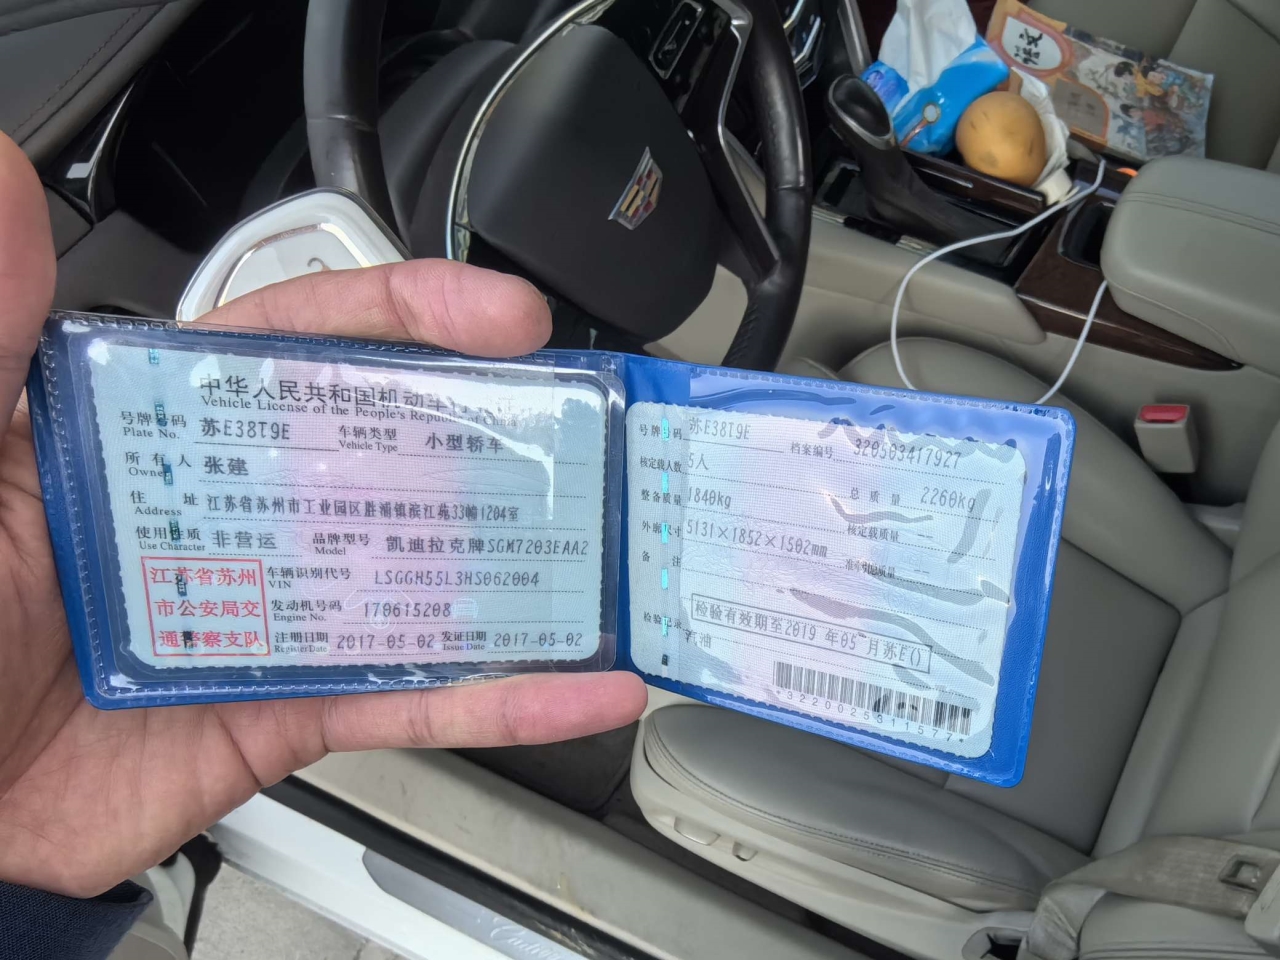 中华人民共和国机动车
Vehicle License of the People's Republic of China
号牌号码 苏E38T9E 车辆类型 小型轿车
Plate No. Vehicle Type
所有人 张建
Owner
住址 江苏省苏州市工业园区胜浦镇滨江苑33幢1204室
Address
使用性质 非营运 品牌型号 凯迪拉克牌SGM7203EAA2
Use Character Model
江苏省苏州
市公安局交
通警察支队
车辆识别代号 LSGGH55L3HS062004
VIN
发动机号码 170615208
Engine No.
注册日期 2017-05-02 发证日期 2017-05-02
Register Date Issue Date
号牌号码 苏E38T9E 档案编号 320503417927
核定载人数 5人 总质量 2260kg
整备质量 1840kg 核定载质量 —
外廓尺寸 5131×1852×1502mm 准牵引总质量 —
备注
检验有效期至2019年05月苏E()
检验记录 汽油
*3220025311577*